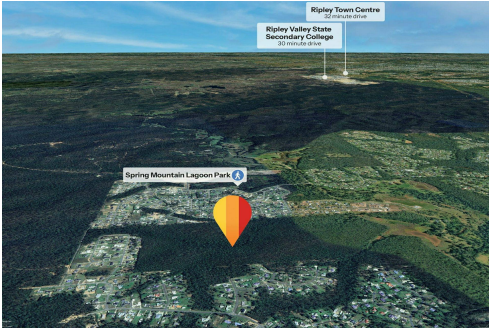 Ripley Town Centre
32 minute drive
Ripley Valley State
Secondary College
30 minute drive
Spring Mountain Lagoon Park